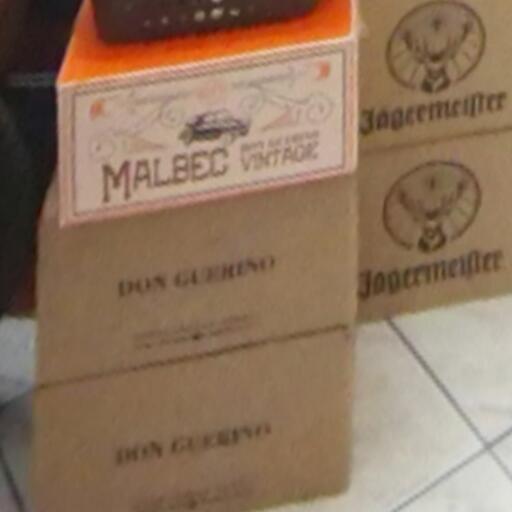 MALBEC
VINTAGE
DON GUERINO
DON GUERINO
Jägermeister
Jägermeister